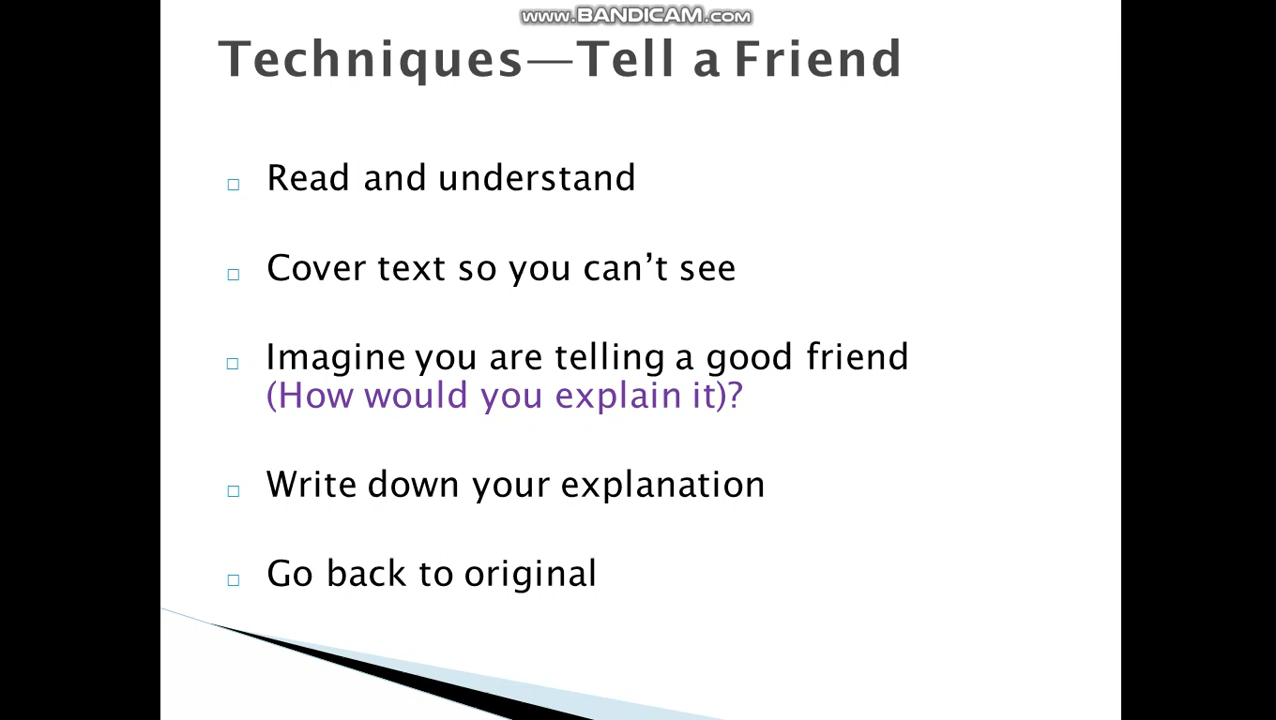 www.BANDICAM.com
Techniques—Tell a Friend
Read and understand
Cover text so you can’t see
Imagine you are telling a good friend
(How would you explain it)?
Write down your explanation
Go back to original